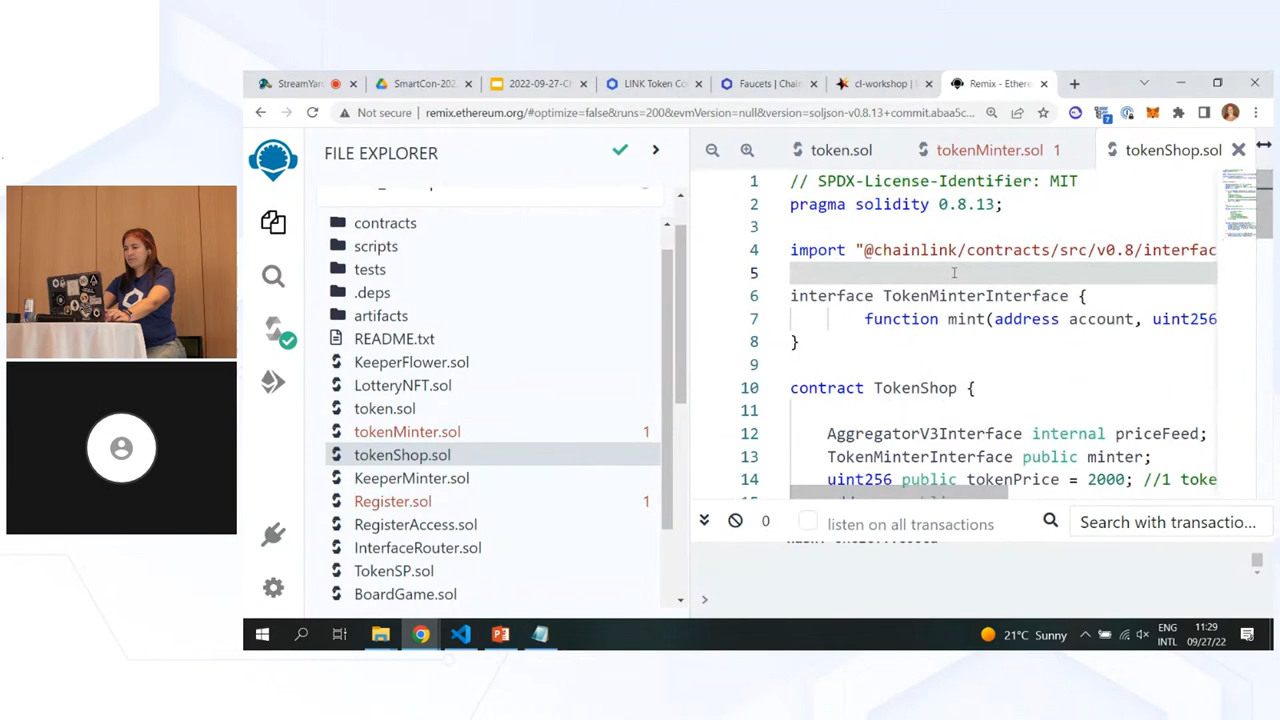 StreamYar
SmartCon-202
2022-09-27-Ch
LINK Token Co
Faucets | Chain
cl-workshop |
Remix - Ethere
Not secure
remix.ethereum.org/#optimize=false&runs=200&evmVersion=null&version=soljson-v0.8.13+commit.abaa5c...
7
FILE EXPLORER
token.sol
tokenMinter.sol 1
tokenShop.sol
contracts
scripts
tests
.deps
artifacts
README.txt
KeeperFlower.sol
LotteryNFT.sol
token.sol
tokenMinter.sol 1
tokenShop.sol
KeeperMinter.sol
Register.sol 1
RegisterAccess.sol
InterfaceRouter.sol
TokenSP.sol
BoardGame.sol
1 // SPDX-License-Identifier: MIT
2 pragma solidity 0.8.13;
3
4 import "@chainlink/contracts/src/v0.8/interfac
5
6 interface TokenMinterInterface {
7 function mint(address account, uint256
8 }
9
10 contract TokenShop {
11
12 AggregatorV3Interface internal priceFeed;
13 TokenMinterInterface public minter;
14 uint256 public tokenPrice = 2000; //1 toke
0
listen on all transactions
Search with transactio...
>
21°C Sunny
ENG
INTL
11:29
09/27/22